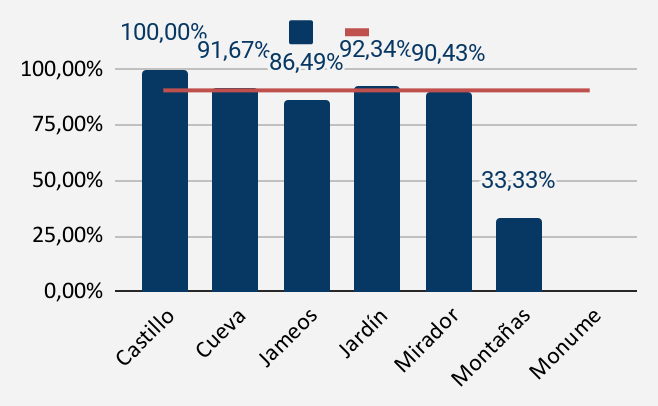 100,00%
91,67%
86,49%
92,34%
90,43%
33,33%
100,00%
75,00%
50,00%
25,00%
0,00%
Castillo
Cueva
Jameos
Jardín
Mirador
Montañas
Monume